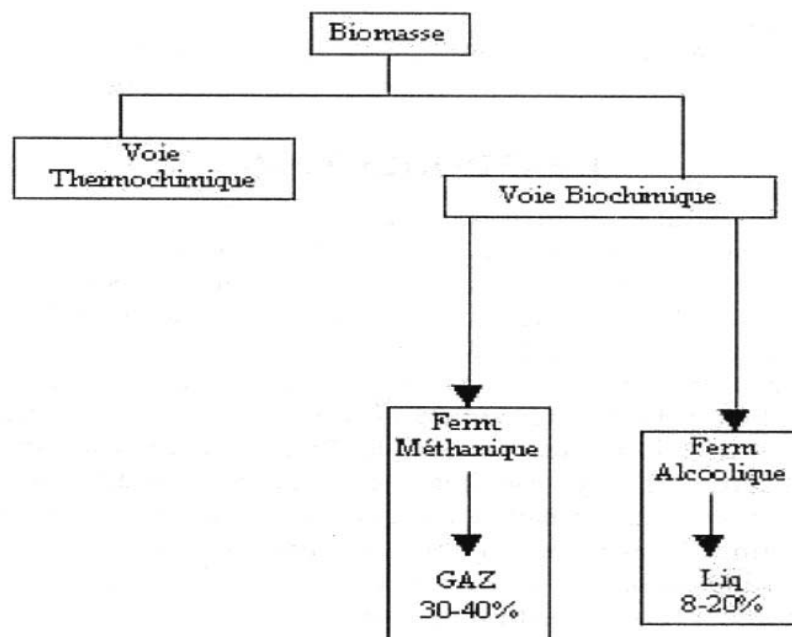 Biomasse
Voie
Thermochimique
Voie Biochimique
Ferm
Méthanique
GAZ
30-40%
Ferm
Alcoolique
Liq
8-20%